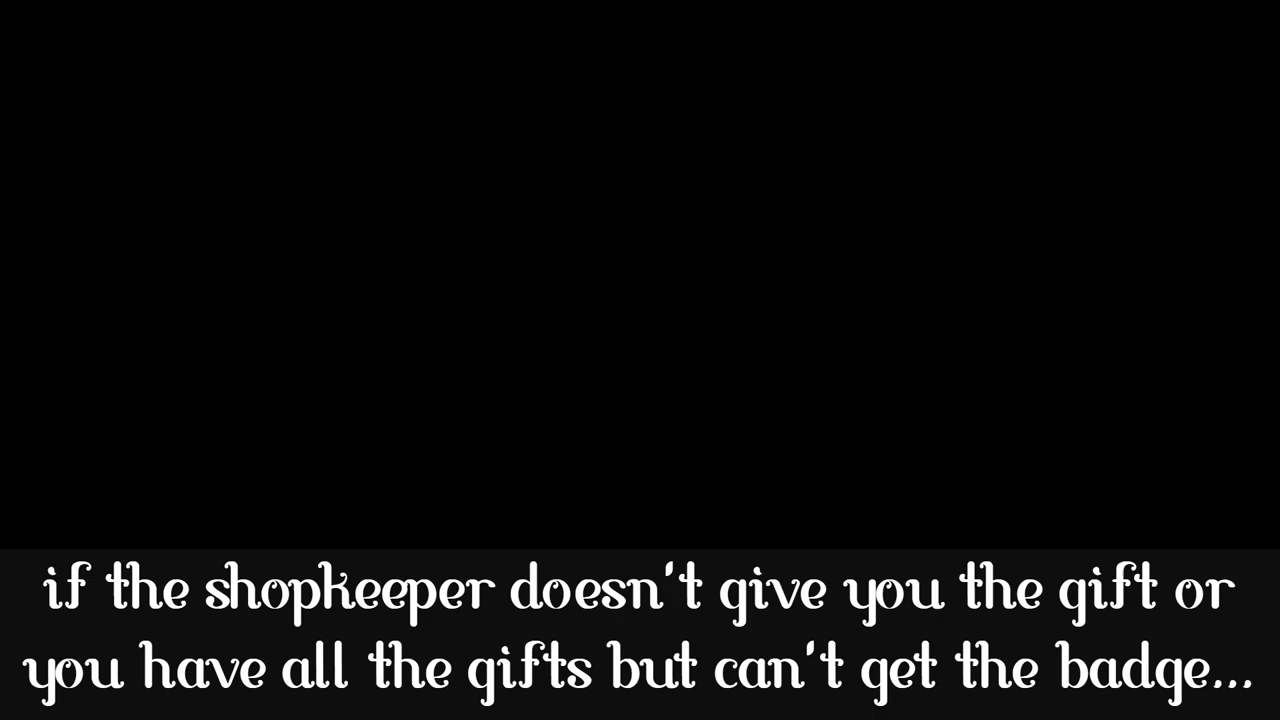 if the shopkeeper doesn't give you the gift or
you have all the gifts but can't get the badge...